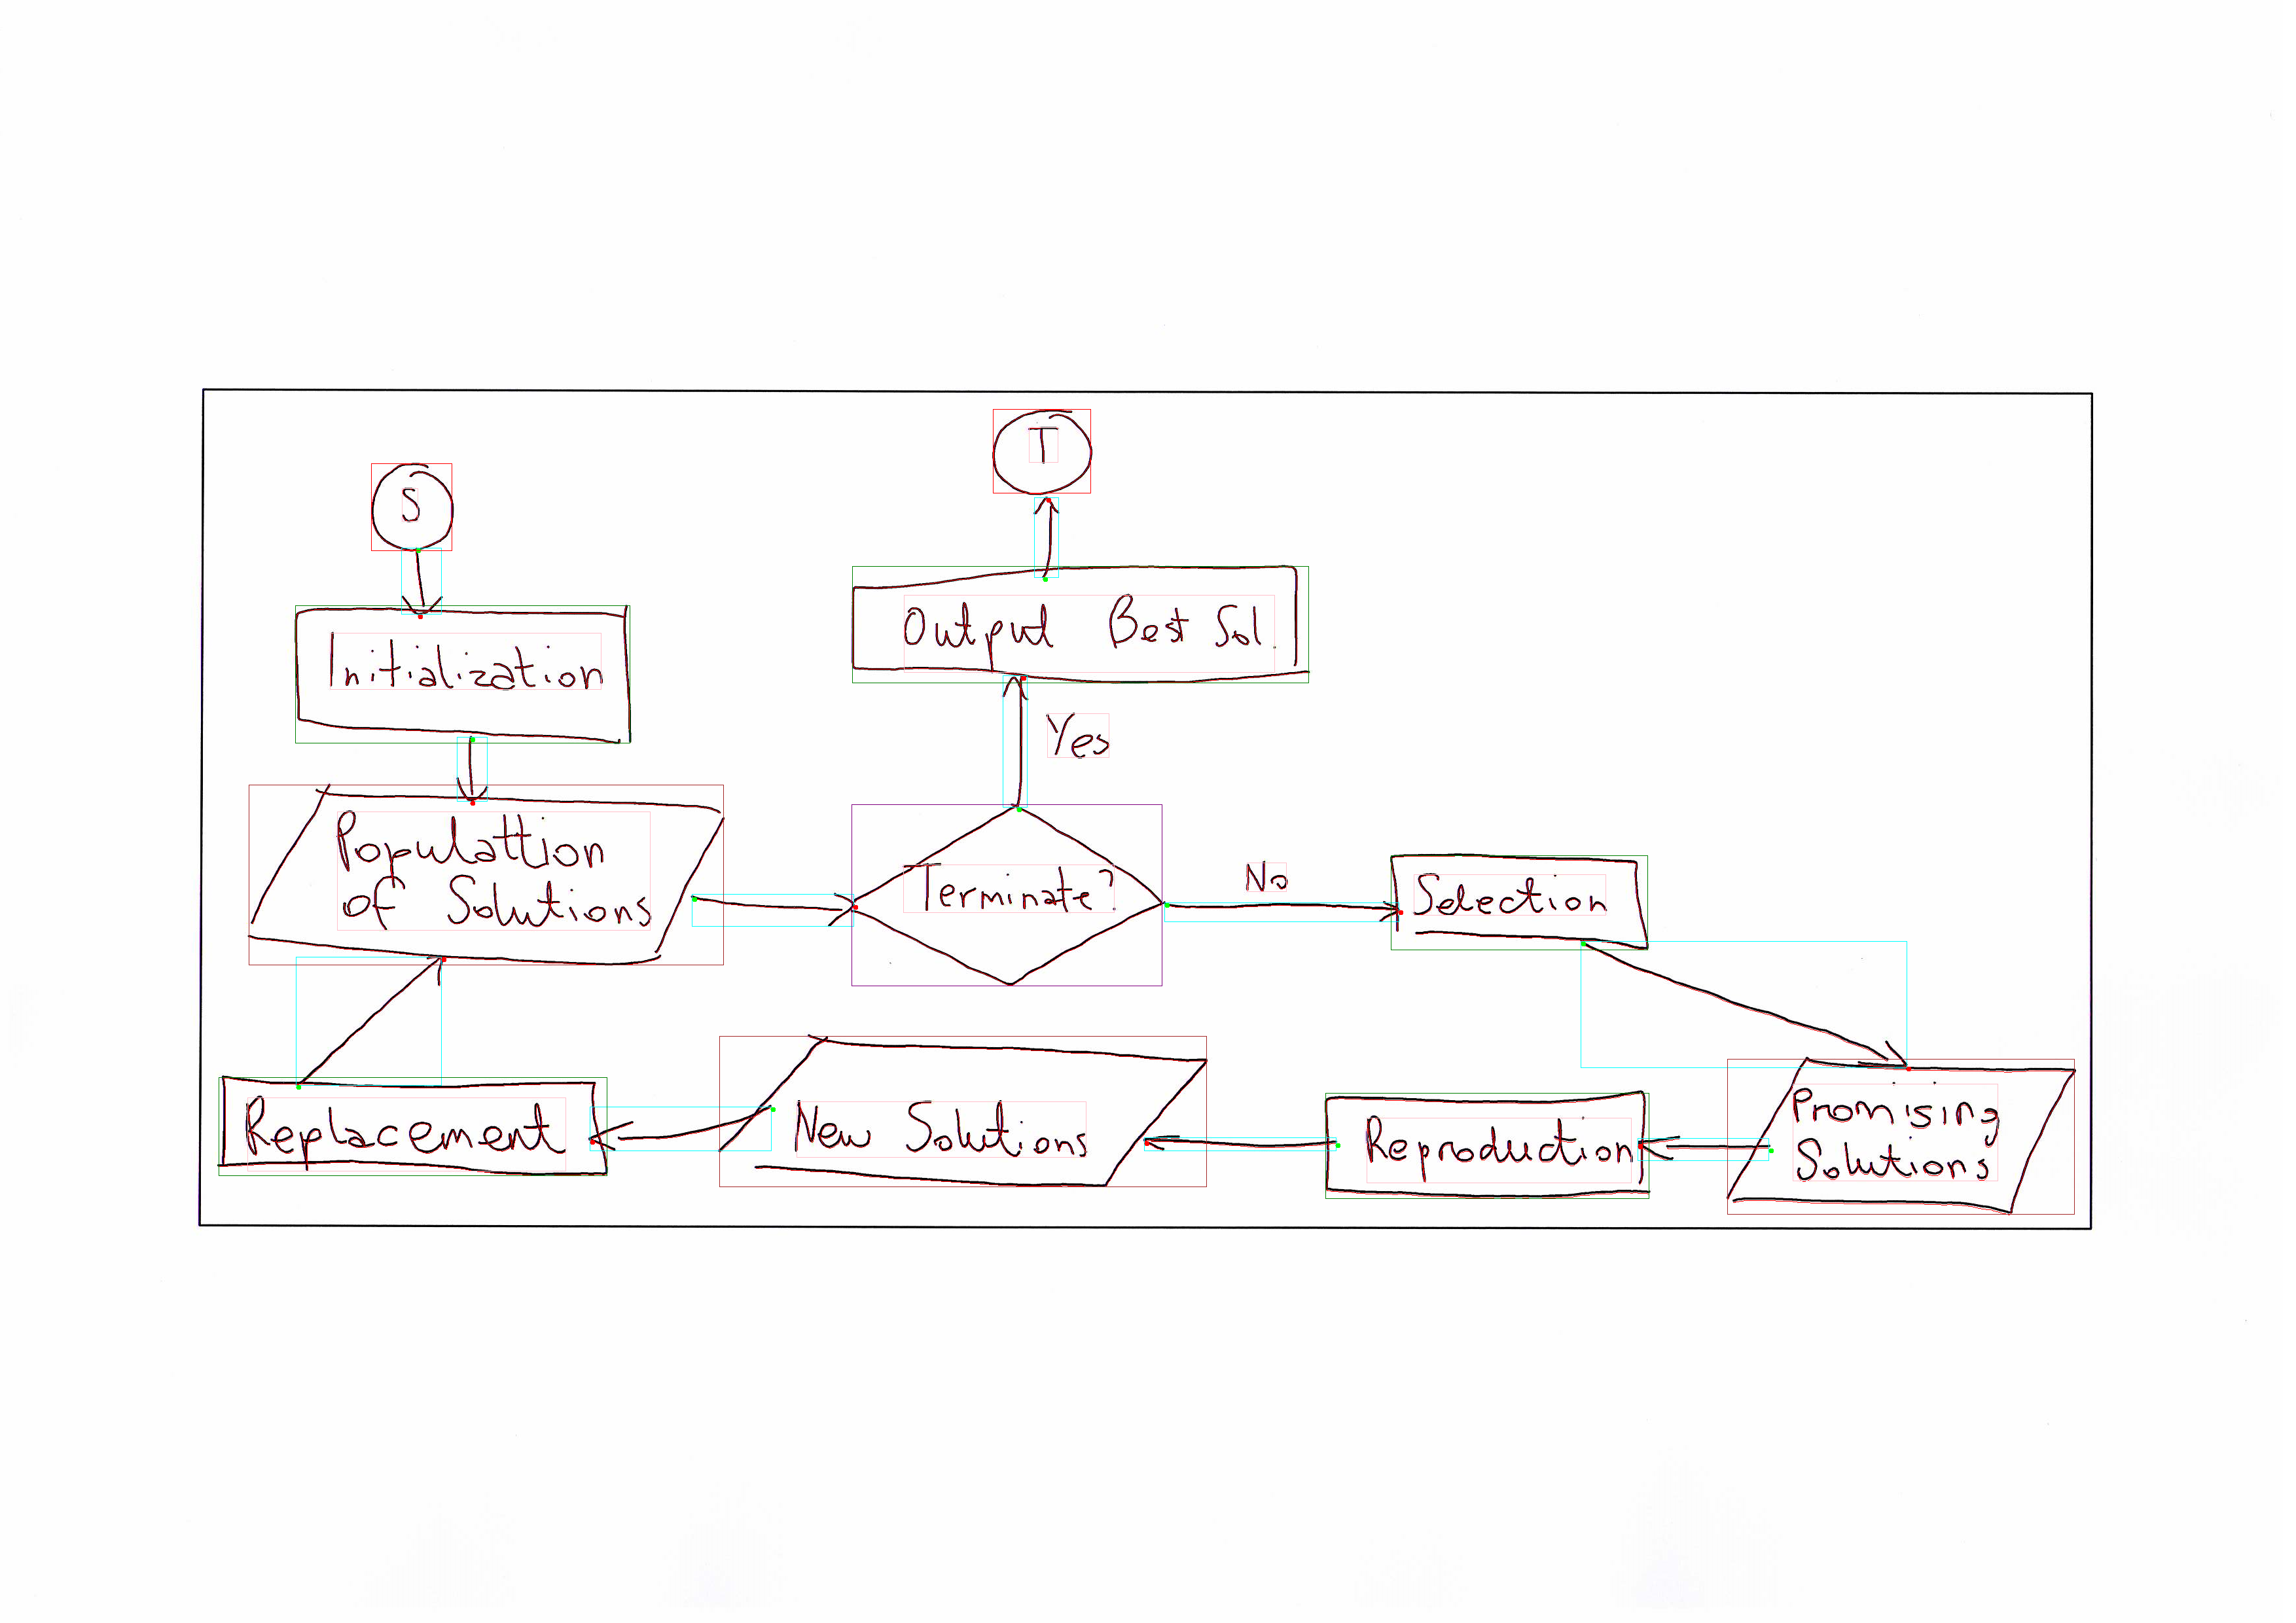 T
S
Output Best Sol.
Initialization
Yes
Populattion
of Solutions
Terminate?
No
Selection
Replacement
New Solutions
Reproduction
Promising
Solutions